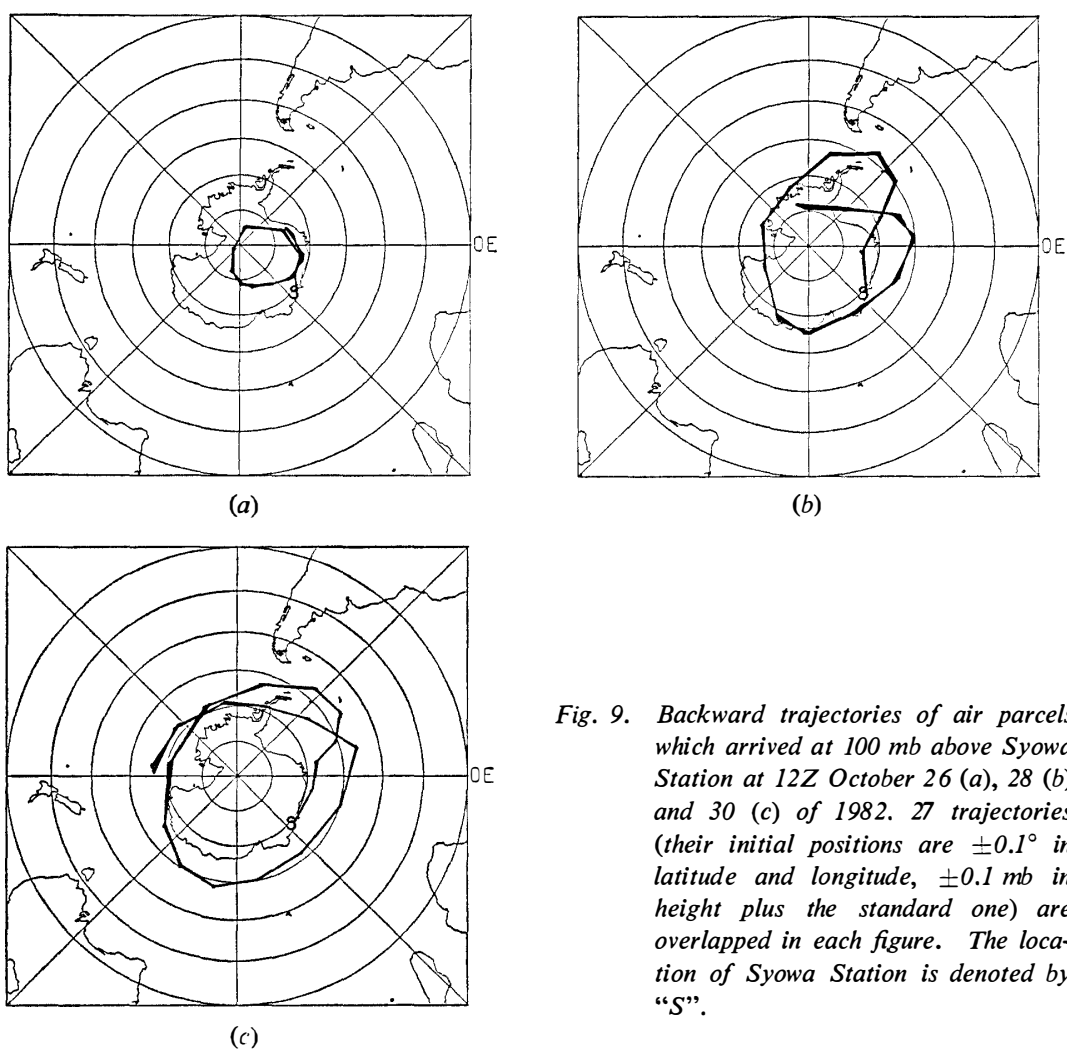 0E
S
(a)
0E
S
(b)
0E
S
(c)
Fig. 9. Backward trajectories of air parcels
which arrived at 100 mb above Syowa
Station at 12Z October 26 (a), 28 (b)
and 30 (c) of 1982. 27 trajectories
(their initial positions are ±0.1° in
latitude and longitude, ±0.1 mb in
height plus the standard one) are
overlapped in each figure. The loca-
tion of Syowa Station is denoted by
“S”.